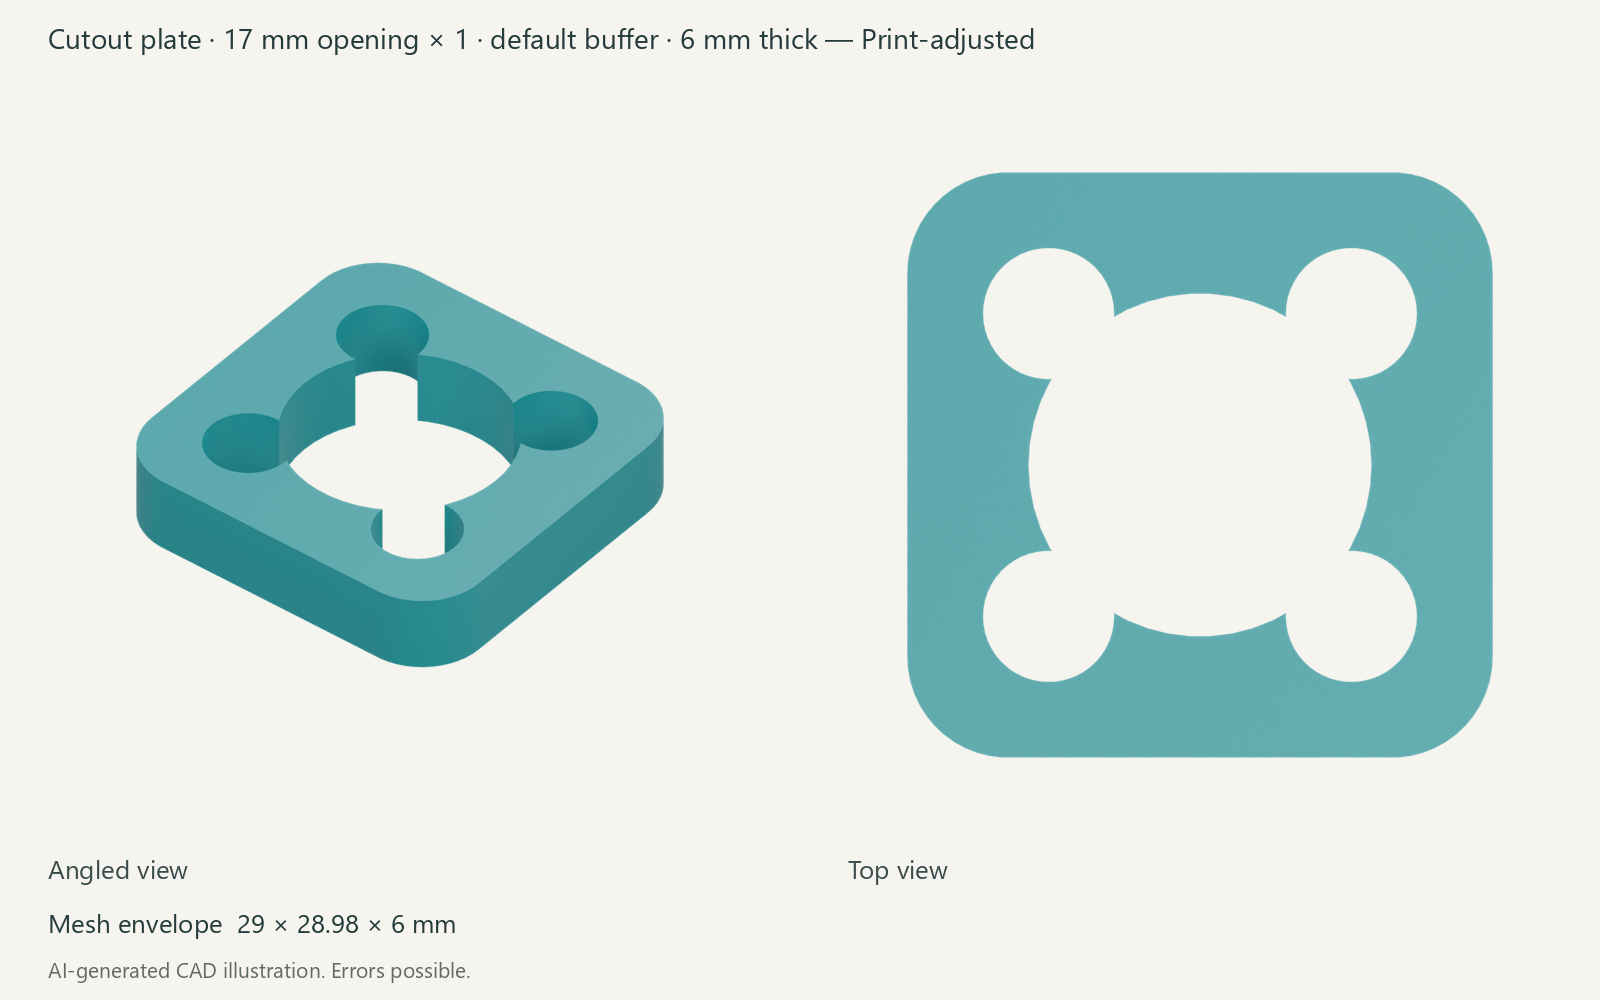 Cutout plate · 17 mm opening × 1 · default buffer · 6 mm thick — Print-adjusted
Angled view
Top view
Mesh envelope  29 × 28.98 × 6 mm
AI-generated CAD illustration. Errors possible.